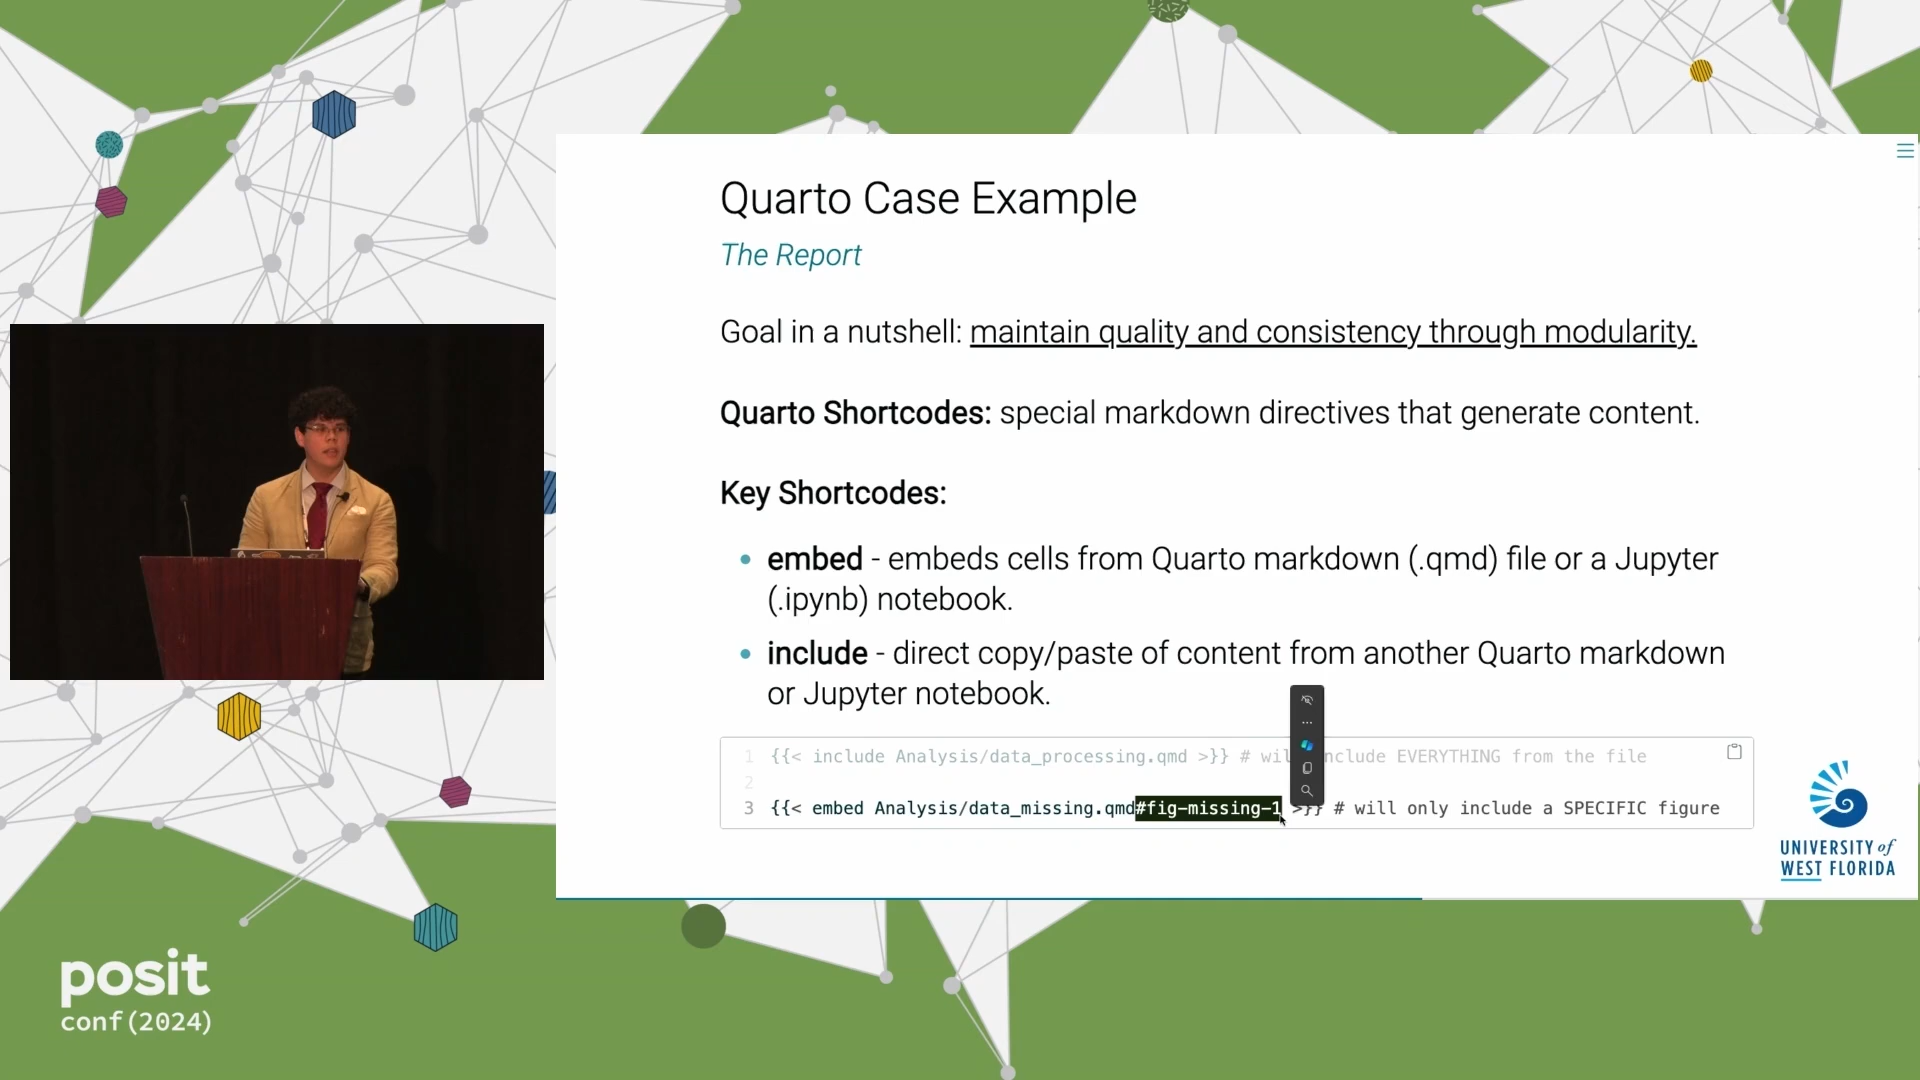 Quarto Case Example
The Report
Goal in a nutshell: maintain quality and consistency through modularity.
Quarto Shortcodes: special markdown directives that generate content.
Key Shortcodes:
• embed - embeds cells from Quarto markdown (.qmd) file or a Jupyter
(.ipynb) notebook.
• include - direct copy/paste of content from another Quarto markdown
or Jupyter notebook.
1 {{< include Analysis/data_processing.qmd >}} # will include EVERYTHING from the file
2
3 {{< embed Analysis/data_missing.qmd#fig-missing-1 >}} # will only include a SPECIFIC figure
UNIVERSITY of
WEST FLORIDA
posit
conf(2024)